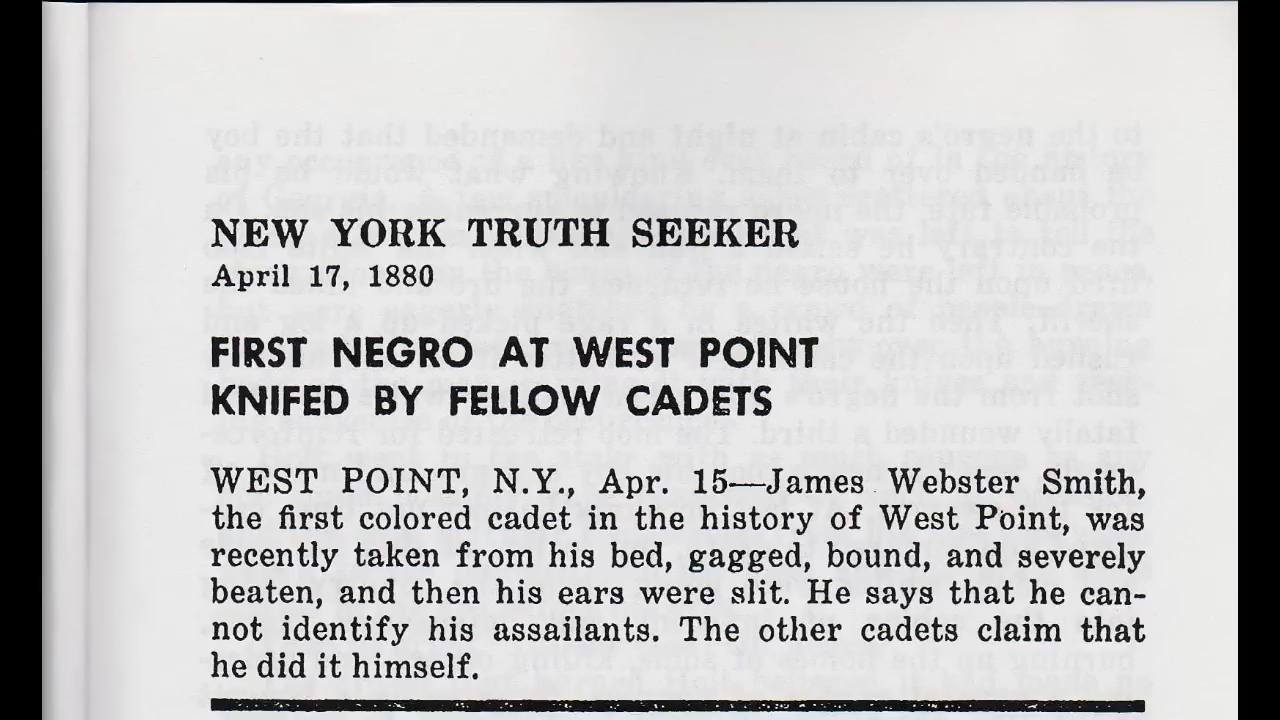 NEW YORK TRUTH SEEKER
April 17, 1880
FIRST NEGRO AT WEST POINT
KNIFED BY FELLOW CADETS
WEST POINT, N.Y., Apr. 15—James Webster Smith,
the first colored cadet in the history of West Point, was
recently taken from his bed, gagged, bound, and severely
beaten, and then his ears were slit. He says that he can-
not identify his assailants. The other cadets claim that
he did it himself.